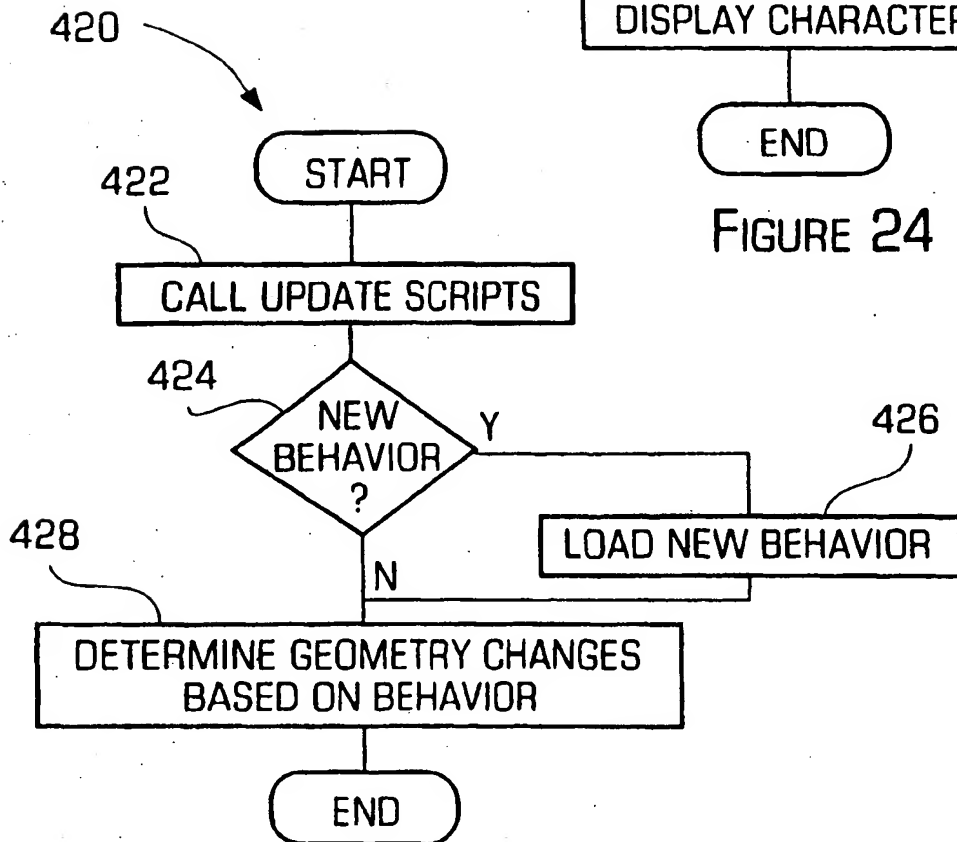 420
DISPLAY CHARACTER
END
FIGURE 24
START
422
CALL UPDATE SCRIPTS
424
NEW
BEHAVIOR
?
Y
426
LOAD NEW BEHAVIOR
428
N
DETERMINE GEOMETRY CHANGES
BASED ON BEHAVIOR
END